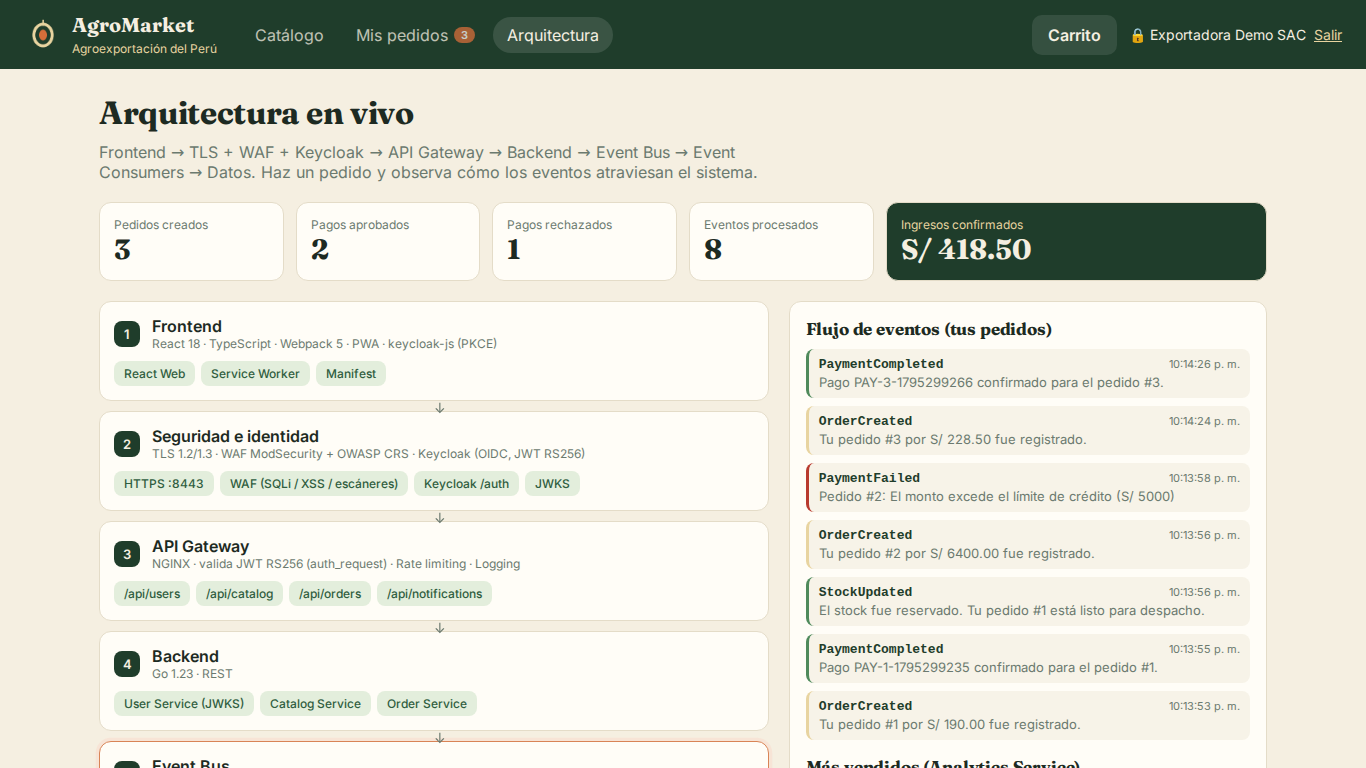 AgroMarket
Agroexportación del Perú
Catálogo
Mis pedidos 3
Arquitectura
Carrito
🔒 Exportadora Demo SAC Salir
Arquitectura en vivo
Frontend → TLS + WAF + Keycloak → API Gateway → Backend → Event Bus → Event
Consumers → Datos. Haz un pedido y observa cómo los eventos atraviesan el sistema.
Pedidos creados
3
Pagos aprobados
2
Pagos rechazados
1
Eventos procesados
8
Ingresos confirmados
S/ 418.50
1 Frontend
React 18 · TypeScript · Webpack 5 · PWA · keycloak-js (PKCE)
React Web Service Worker Manifest
↓
2 Seguridad e identidad
TLS 1.2/1.3 · WAF ModSecurity + OWASP CRS · Keycloak (OIDC, JWT RS256)
HTTPS :8443 WAF (SQLi / XSS / escáneres) Keycloak /auth JWKS
↓
3 API Gateway
NGINX · valida JWT RS256 (auth_request) · Rate limiting · Logging
/api/users /api/catalog /api/orders /api/notifications
↓
4 Backend
Go 1.23 · REST
User Service (JWKS) Catalog Service Order Service
↓
Event Bus
Flujo de eventos (tus pedidos)
PaymentCompleted 10:14:26 p. m.
Pago PAY-3-1795299266 confirmado para el pedido #3.
OrderCreated 10:14:24 p. m.
Tu pedido #3 por S/ 228.50 fue registrado.
PaymentFailed 10:13:58 p. m.
Pedido #2: El monto excede el límite de crédito (S/ 5000)
OrderCreated 10:13:56 p. m.
Tu pedido #2 por S/ 6400.00 fue registrado.
StockUpdated 10:13:56 p. m.
El stock fue reservado. Tu pedido #1 está listo para despacho.
PaymentCompleted 10:13:55 p. m.
Pago PAY-1-1795299235 confirmado para el pedido #1.
OrderCreated 10:13:53 p. m.
Tu pedido #1 por S/ 190.00 fue registrado.
Más vendidos (Analytics Service)